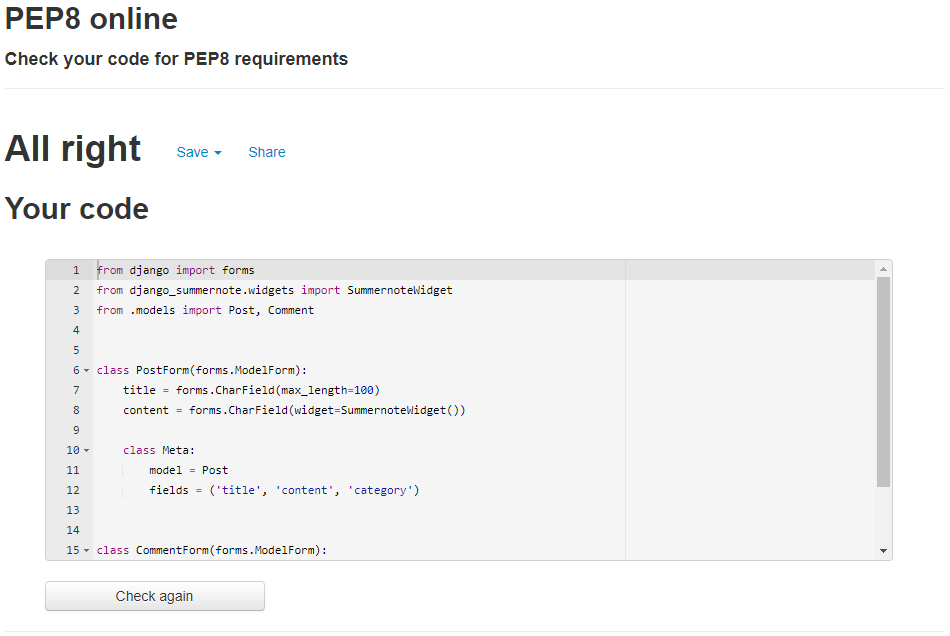 PEP8 online
Check your code for PEP8 requirements
All right Save Share
Your code
1 from django import forms
2 from django_summernote.widgets import SummernoteWidget
3 from .models import Post, Comment
4
5
6 class PostForm(forms.ModelForm):
7     title = forms.CharField(max_length=100)
8     content = forms.CharField(widget=SummernoteWidget())
9
10     class Meta:
11         model = Post
12         fields = ('title', 'content', 'category')
13
14
15 class CommentForm(forms.ModelForm):
Check again